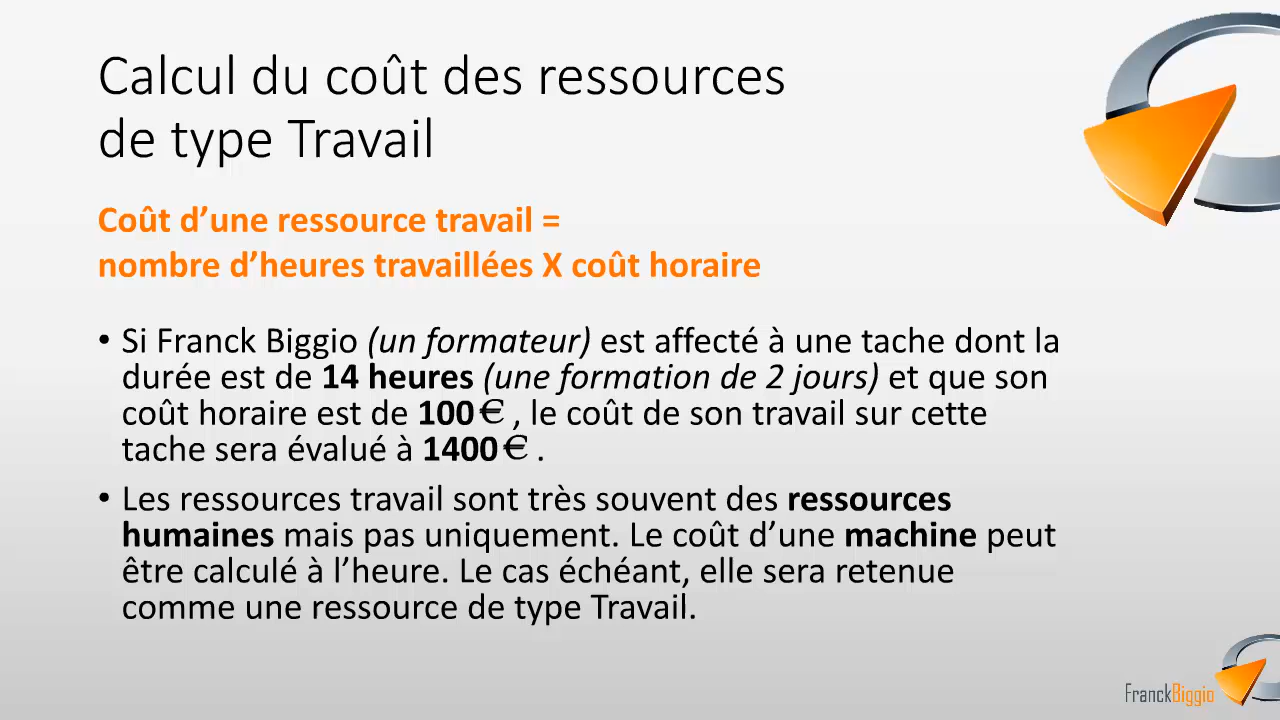 Calcul du coût des ressources
de type Travail
Coût d’une ressource travail =
nombre d’heures travaillées X coût horaire
• Si Franck Biggio (un formateur) est affecté à une tache dont la
durée est de 14 heures (une formation de 2 jours) et que son
coût horaire est de 100€ , le coût de son travail sur cette
tache sera évalué à 1400€ .
• Les ressources travail sont très souvent des ressources
humaines mais pas uniquement. Le coût d’une machine peut
être calculé à l’heure. Le cas échéant, elle sera retenue
comme une ressource de type Travail.
FranckBiggio